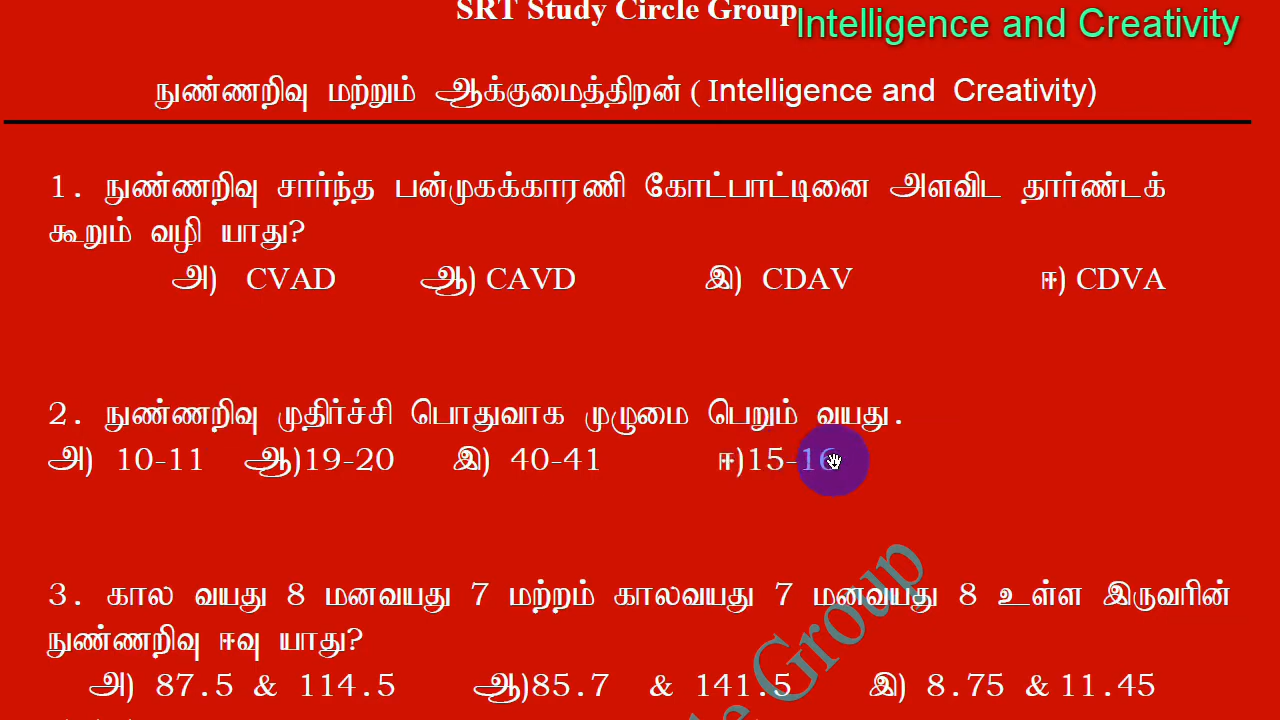 SRT Study Circle Group
Intelligence and Creativity
நுண்ணறிவு மற்றும் ஆக்குமைத்திறன் ( Intelligence and Creativity)
1. நுண்ணறிவு சார்ந்த பன்முகக்காரணி கோட்பாட்டினை அளவிட தார்ண்டைக்
கூறும் வழி யாது?
அ) CVAD ஆ) CAVD இ) CDAV ஈ) CDVA
2. நுண்ணறிவு முதிர்ச்சி பொதுவாக முழுமை பெறும் வயது.
அ) 10-11 ஆ)19-20 இ) 40-41 ஈ)15-16
3. கால வயது 8 மனவயது 7 மற்றம் காலவயது 7 மனவயது 8 உள்ள இருவரின்
நுண்ணறிவு ஈவு யாது?
அ) 87.5 & 114.5 ஆ)85.7 & 141.5 இ) 8.75 & 11.45
le Group